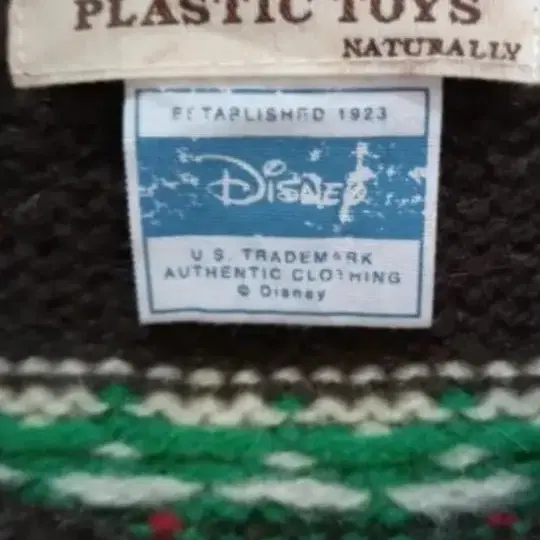 PLASTIC TOYS
NATURALLY
ESTABLISHED 1923
Disney
U.S. TRADEMARK
AUTHENTIC CLOTHING
© Disney